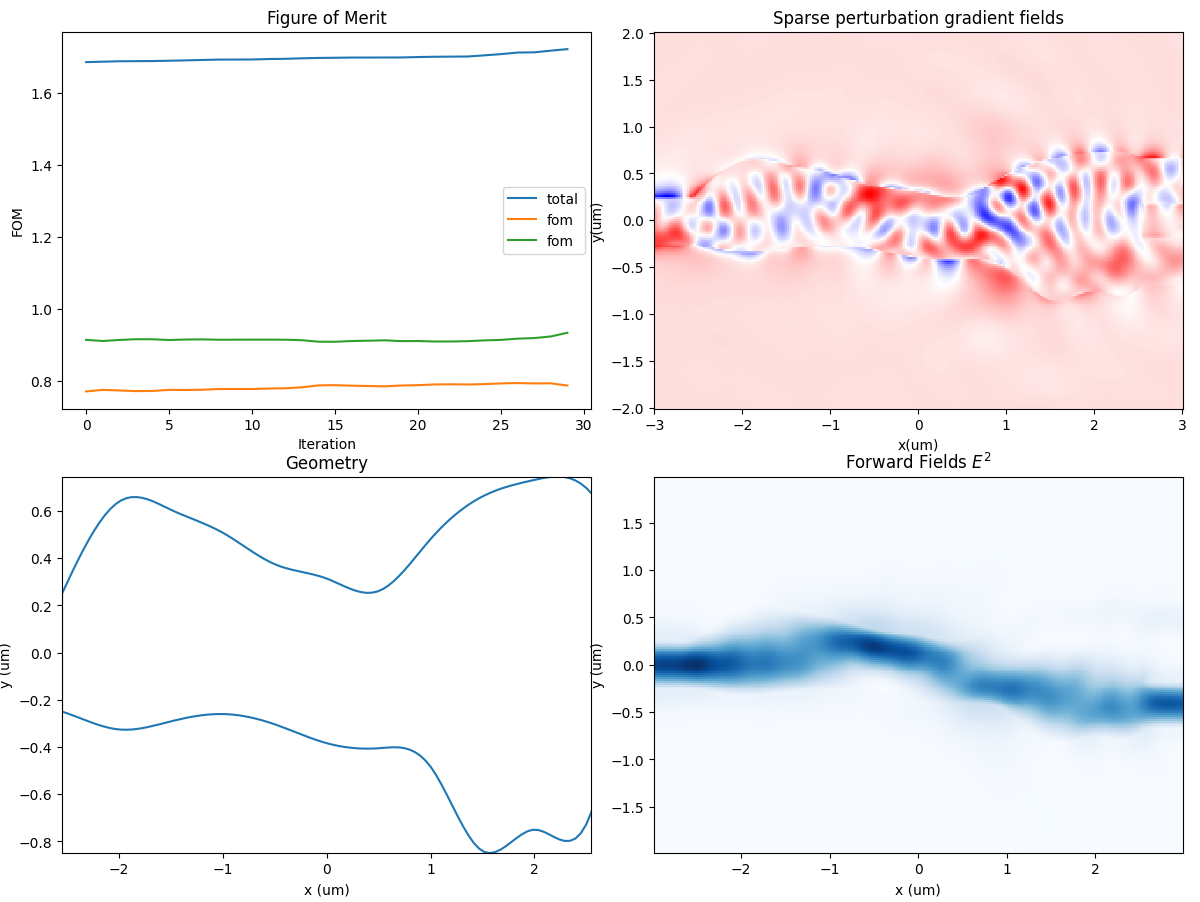 Figure of Merit
FOM
1.6
1.4
1.2
1.0
0.8
total
fom
fom
0 5 10 15 20 25 30
Iteration
Sparse perturbation gradient fields
y(um)
2.0
1.5
1.0
0.5
0.0
−0.5
−1.0
−1.5
−2.0
−3 −2 −1 0 1 2 3
x(um)
Geometry
y (um)
0.6
0.4
0.2
0.0
−0.2
−0.4
−0.6
−0.8
−2 −1 0 1 2
x (um)
Forward Fields E²
y (um)
1.5
1.0
0.5
0.0
−0.5
−1.0
−1.5
−2 −1 0 1 2
x (um)